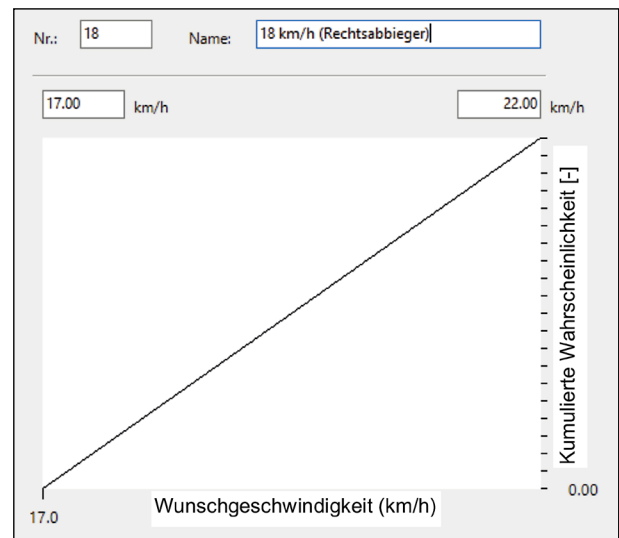 Nr.: 18 Name: 18 km/h (Rechtsabbieger)
17.00 km/h 22.00 km/h
Kumulierte Wahrscheinlichkeit [-]
0.00
Wunschgeschwindigkeit (km/h)
17.0